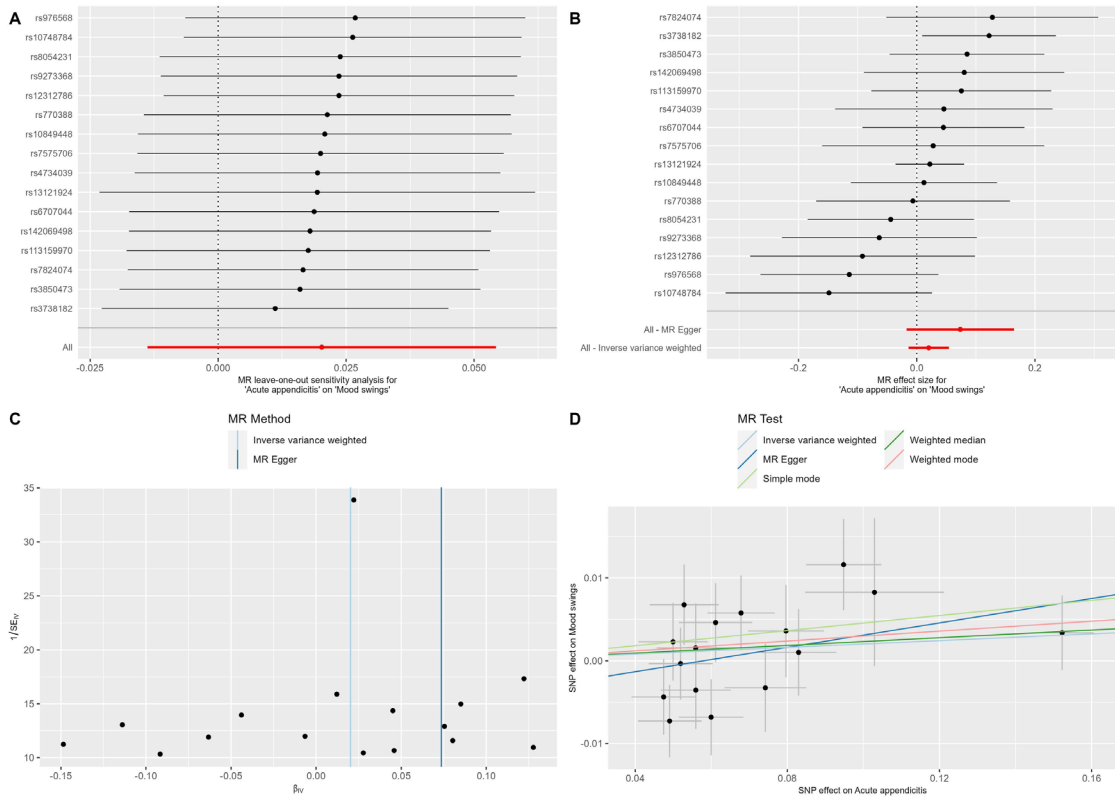 A
rs976568
rs10748784
rs8054231
rs9273368
rs12312786
rs770388
rs10849448
rs7575706
rs4734039
rs13121924
rs6707044
rs142069498
rs113159970
rs7824074
rs3850473
rs3738182
All
-0.025
0.000
0.025
0.050
MR leave-one-out sensitivity analysis for
'Acute appendicitis' on 'Mood swings'
B
rs7824074
rs3738182
rs3850473
rs142069498
rs113159970
rs4734039
rs6707044
rs7575706
rs13121924
rs10849448
rs770388
rs8054231
rs9273368
rs12312786
rs976568
rs10748784
All - MR Egger
All - Inverse variance weighted
-0.2
0.0
0.2
MR effect size for
'Acute appendicitis' on 'Mood swings'
C
MR Method
Inverse variance weighted
MR Egger
35
30
25
20
15
10
1/SE_IV
-0.15
-0.10
-0.05
0.00
0.05
0.10
β_IV
D
MR Test
Inverse variance weighted
MR Egger
Simple mode
Weighted median
Weighted mode
0.01
0.00
-0.01
SNP effect on Mood swings
0.04
0.08
0.12
0.16
SNP effect on Acute appendicitis